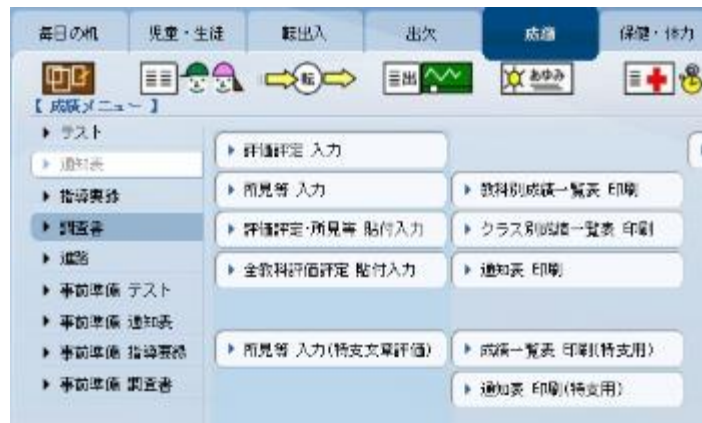 毎日の机 児童・生徒 転出入 出欠 成績 保健・体力
転 出 あゆみ
【 成績メニュー 】
テスト
通知表
指導要録
調査書
進路
事前準備 テスト
事前準備 通知表
事前準備 指導要録
事前準備 調査書
評価評定 入力
所見等 入力
評価評定・所見等 貼付入力
全教科評価評定 貼付入力
所見等 入力(特支文章評価)
教科別成績一覧表 印刷
クラス別成績一覧表 印刷
通知表 印刷
成績一覧表 印刷(特支用)
通知表 印刷(特支用)